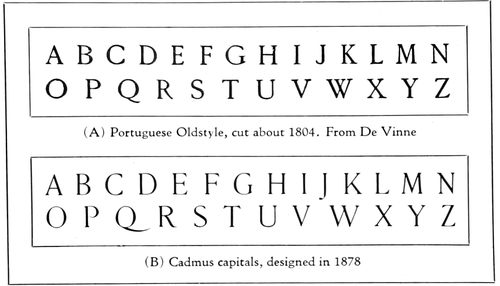 A B C D E F G H I J K L M N
O P Q R S T U V W X Y Z
(A) Portuguese Oldstyle, cut about 1804. From De Vinne
A B C D E F G H I J K L M N
O P Q R S T U V W X Y Z
(B) Cadmus capitals, designed in 1878